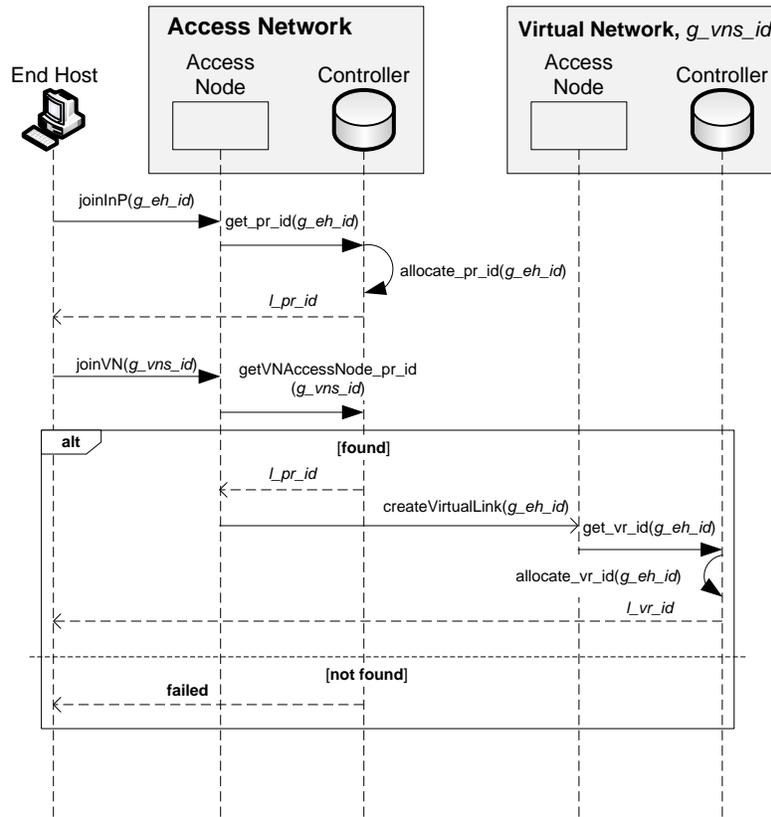 Access Network
Virtual Network, g_vns_id
End Host
Access
Node
Controller
Access
Node
Controller
joinInP(g_eh_id)
get_pr_id(g_eh_id)
allocate_pr_id(g_eh_id)
l_pr_id
joinVN(g_vns_id)
getVNAccessNode_pr_id
(g_vns_id)
alt
[found]
l_pr_id
createVirtualLink(g_eh_id)
get_vr_id(g_eh_id)
allocate_vr_id(g_eh_id)
l_vr_id
[not found]
failed